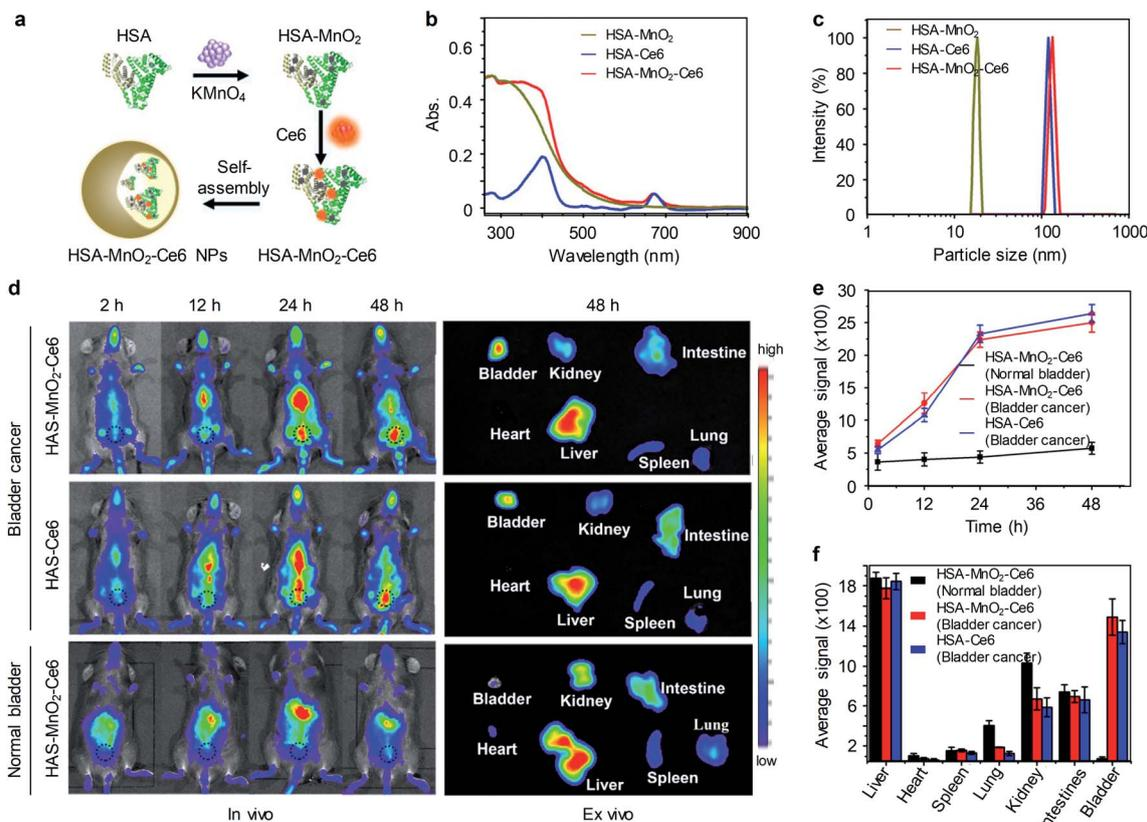 a
HSA
HSA-MnO₂
KMnO₄
Ce6
Self-
assembly
HSA-MnO₂-Ce6 NPs
HSA-MnO₂-Ce6
b
0.6
0.4
0.2
0
Abs.
HSA-MnO₂
HSA-Ce6
HSA-MnO₂-Ce6
300 500 700 900
Wavelength (nm)
c
100
80
60
40
20
0
Intensity (%)
HSA-MnO₂
HSA-Ce6
HSA-MnO₂-Ce6
1 10 100 1000
Particle size (nm)
d
2 h 12 h 24 h 48 h
48 h
Bladder cancer
HAS-MnO₂-Ce6
Bladder
Kidney
Intestine
Heart
Liver
Spleen
Lung
HAS-Ce6
Bladder
Kidney
Intestine
Heart
Liver
Spleen
Lung
Normal bladder
HAS-MnO₂-Ce6
Bladder
Kidney
Intestine
Heart
Liver
Spleen
Lung
high
low
In vivo
Ex vivo
e
30
25
20
15
10
5
0
Average signal (x100)
HSA-MnO₂-Ce6
(Normal bladder)
HSA-MnO₂-Ce6
(Bladder cancer)
HSA-Ce6
(Bladder cancer)
0 12 24 36 48
Time (h)
f
18
14
10
6
2
Average signal (x100)
HSA-MnO₂-Ce6
(Normal bladder)
HSA-MnO₂-Ce6
(Bladder cancer)
HSA-Ce6
(Bladder cancer)
Liver
Heart
Spleen
Lung
Kidney
Intestines
Bladder